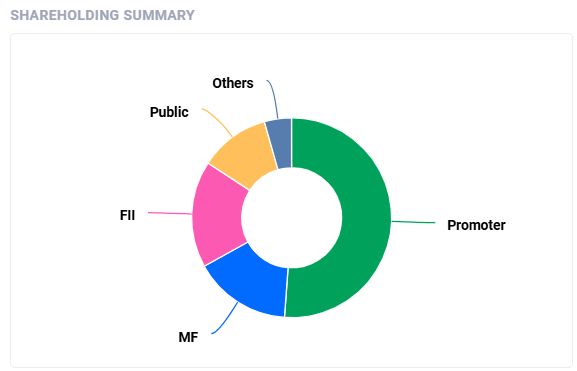 SHAREHOLDING SUMMARY
Others
Public
FII
Promoter
MF